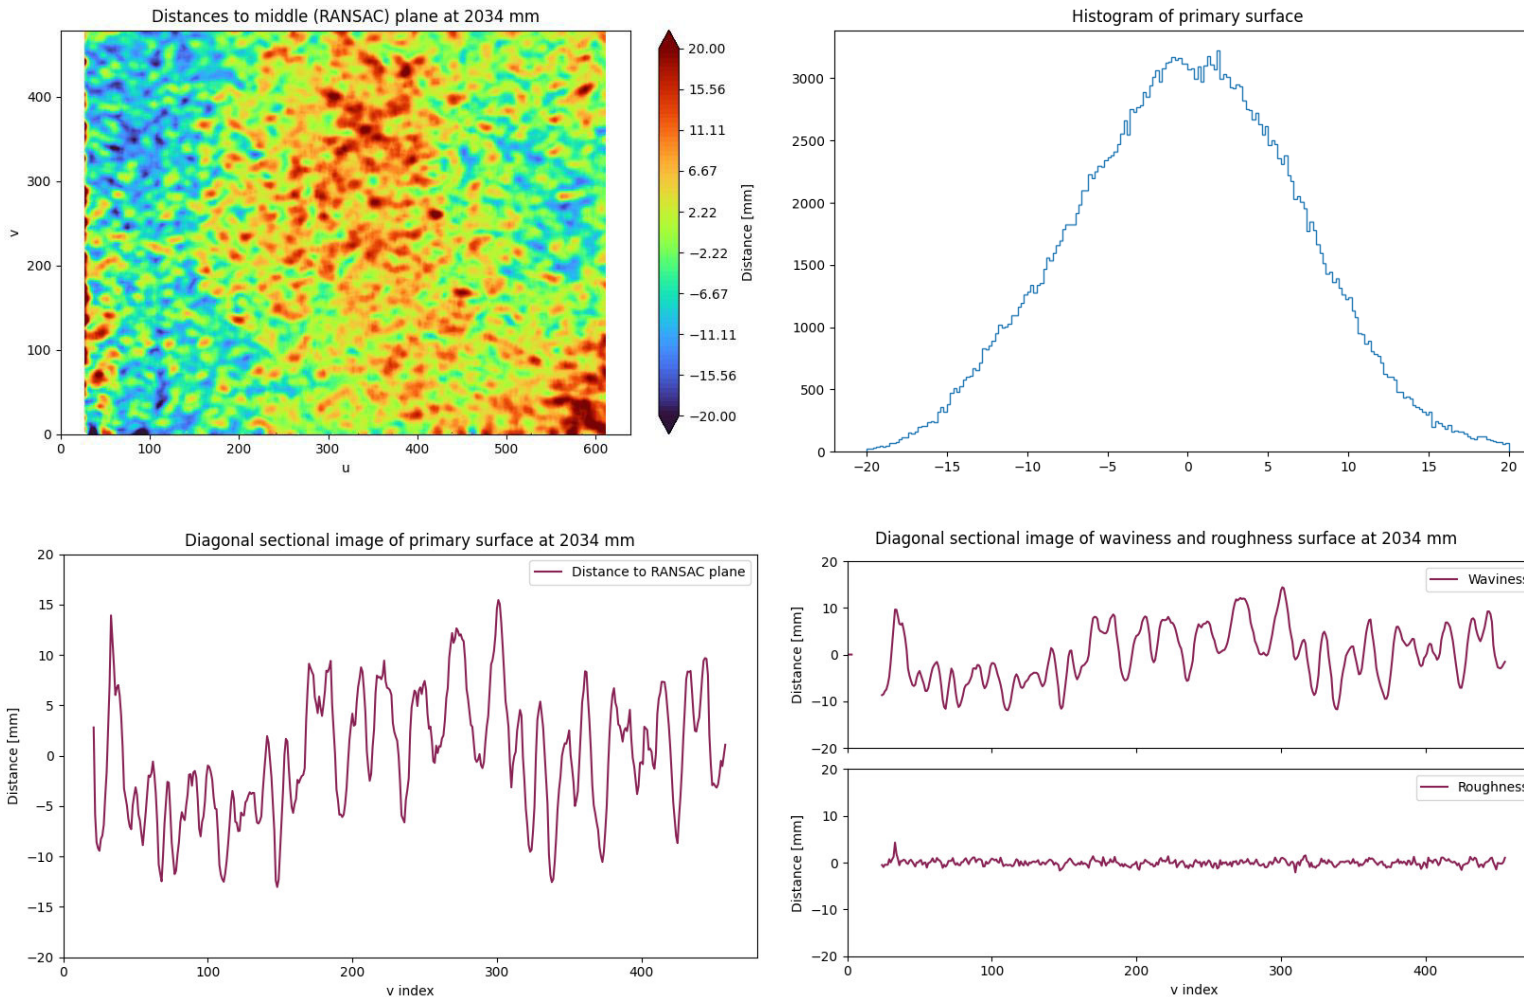 Distances to middle (RANSAC) plane at 2034 mm
400
300
200
100
0
v
0 100 200 300 400 500 600
u
20.00
15.56
11.11
6.67
2.22
−2.22
−6.67
−11.11
−15.56
−20.00
Distance [mm]
Histogram of primary surface
3000
2500
2000
1500
1000
500
0
−20 −15 −10 −5 0 5 10 15 20
Diagonal sectional image of primary surface at 2034 mm
Distance to RANSAC plane
20
15
10
5
0
−5
−10
−15
−20
Distance [mm]
0 100 200 300 400
v index
Diagonal sectional image of waviness and roughness surface at 2034 mm
Waviness
20
10
0
−10
−20
Distance [mm]
Roughness
20
10
0
−10
−20
Distance [mm]
0 100 200 300 400
v index